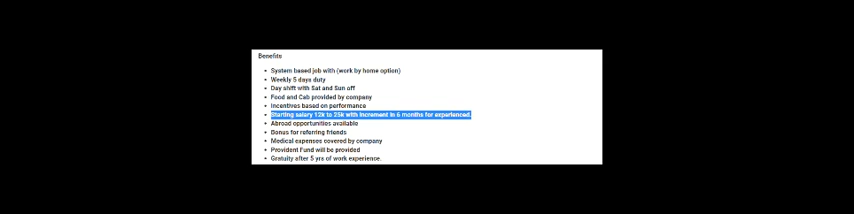 Benefits
• System based job with (work by home option)
• Weekly 5 days duty
• Day shift with Sat and Sun off
• Food and Cab provided by company
• Incentives based on performance
• Starting salary 12k to 25k with increment in 6 months for experienced.
• Abroad opportunities available
• Bonus for referring friends
• Medical expenses covered by company
• Provident Fund will be provided
• Gratuity after 5 yrs of work experience.